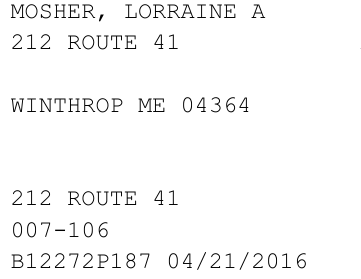 MOSHER, LORRAINE A
212 ROUTE 41
WINTHROP ME 04364
212 ROUTE 41
007-106
B12272P187 04/21/2016